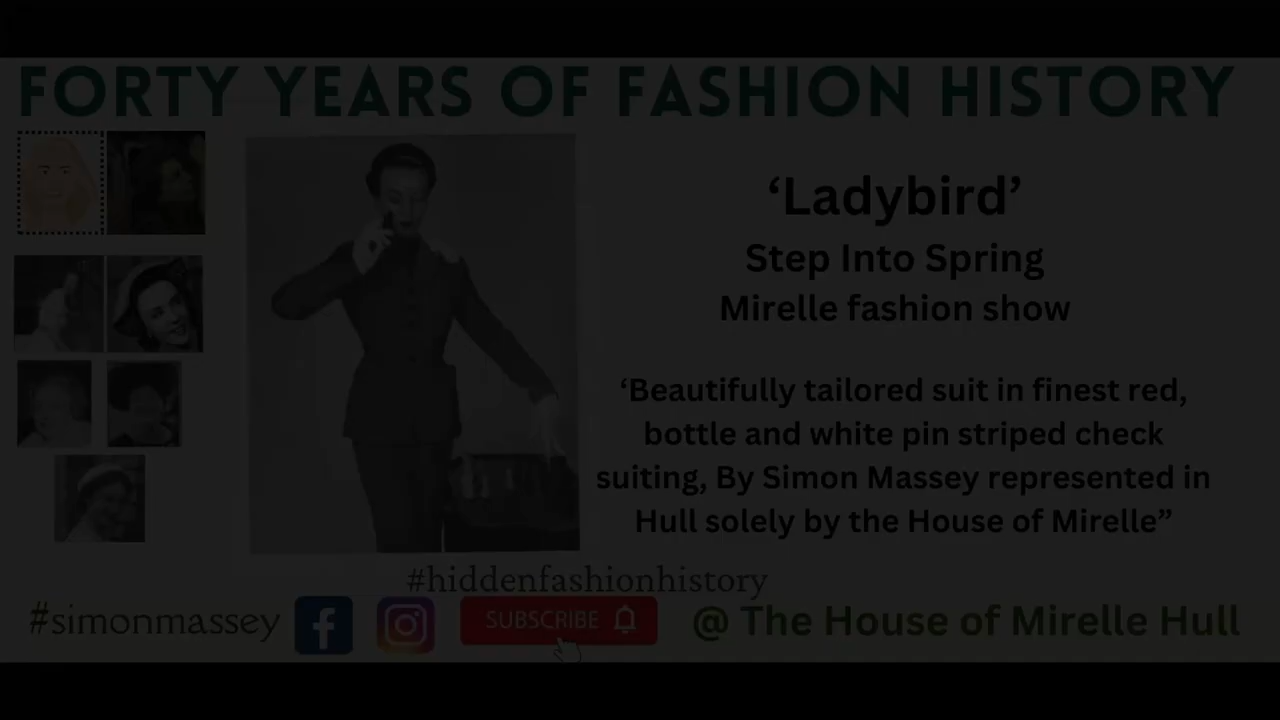 FORTY YEARS OF FASHION HISTORY
‘Ladybird’
Step Into Spring
Mirelle fashion show
‘Beautifully tailored suit in finest red,
bottle and white pin striped check
suiting, By Simon Massey represented in
Hull solely by the House of Mirelle”
#hiddenfashionhistory
#simonmassey
SUBSCRIBE
@ The House of Mirelle Hull